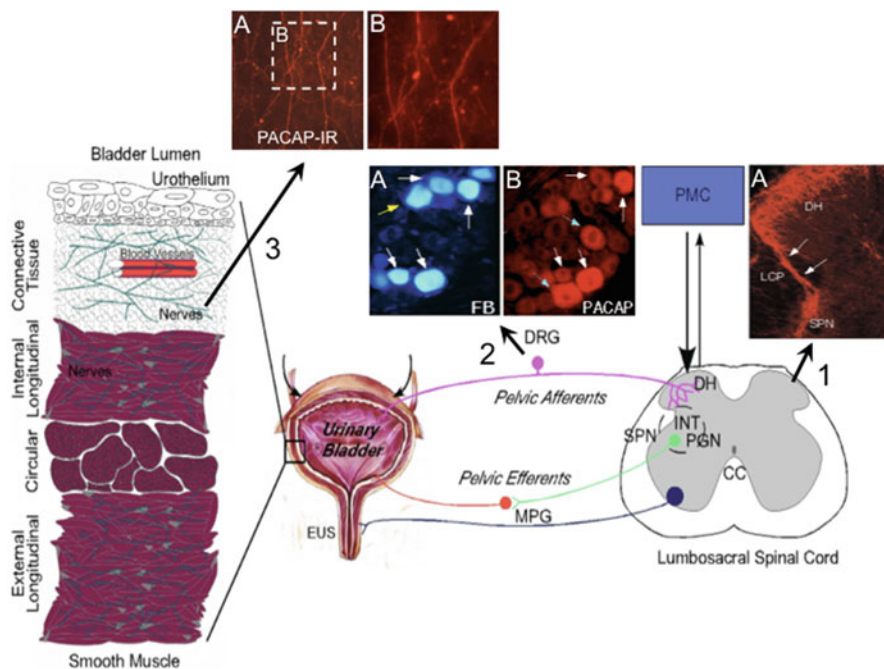 A
B
PACAP-IR
B
Bladder Lumen
Urothelium
Connective
Tissue
Blood Vessels
Nerves
3
Internal
Longitudinal
Nerves
Circular
External
Longitudinal
Smooth Muscle
A
FB
B
PACAP
PMC
A
DH
LCP
SPN
1
2
DRG
Pelvic Afferents
DH
INT
SPN
PGN
CC
Urinary
Bladder
Pelvic Efferents
MPG
EUS
Lumbosacral Spinal Cord